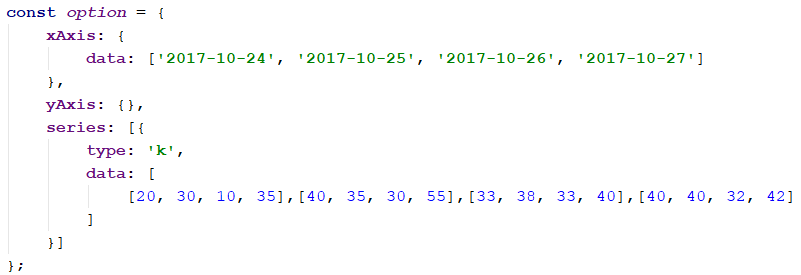 const option = {
    xAxis: {
        data: ['2017-10-24', '2017-10-25', '2017-10-26', '2017-10-27']
    },
    yAxis: {},
    series: [{
        type: 'k',
        data: [
            [20, 30, 10, 35],[40, 35, 30, 55],[33, 38, 33, 40],[40, 40, 32, 42]
        ]
    }]
};